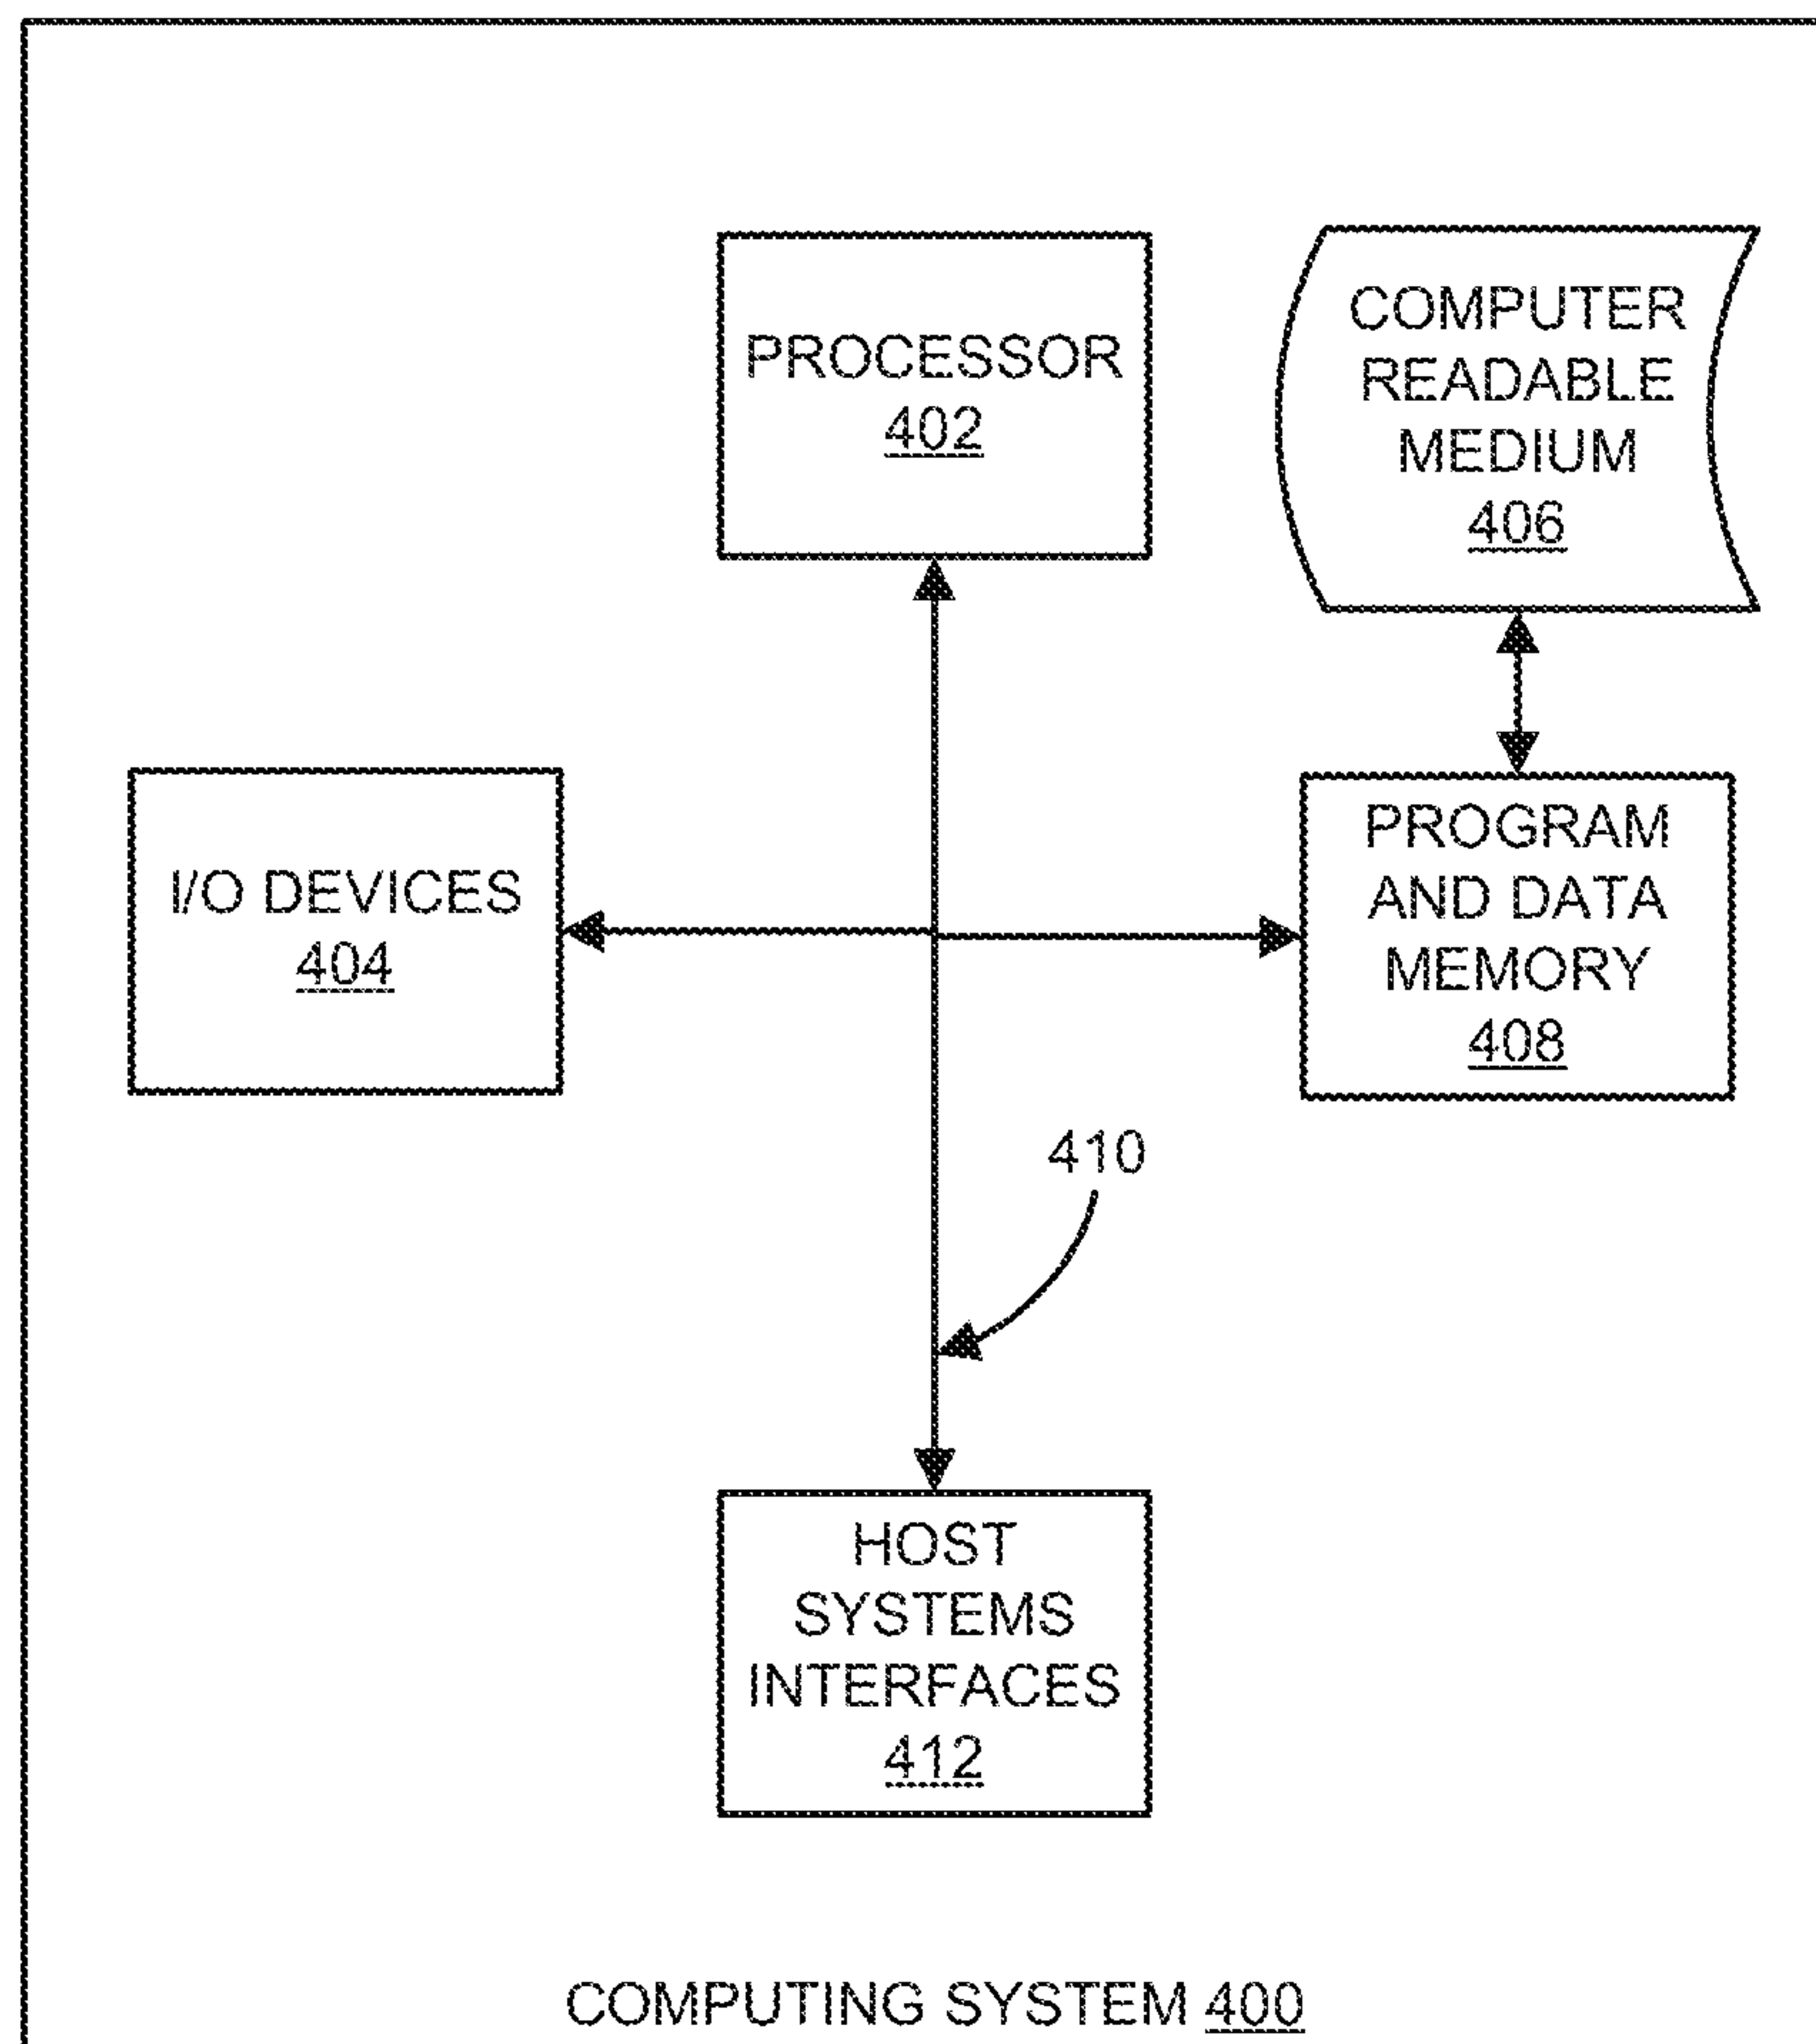 PROCESSOR
402
COMPUTER
READABLE
MEDIUM
406
I/O DEVICES
404
PROGRAM
AND DATA
MEMORY
408
410
HOST
SYSTEMS
INTERFACES
412
COMPUTING SYSTEM 400